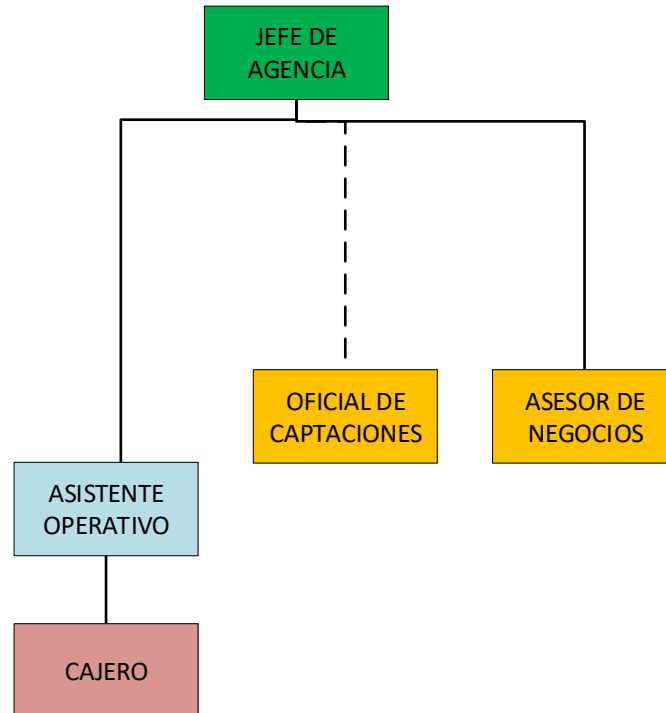 JEFE DE
AGENCIA
OFICIAL DE
CAPTACIONES
ASESOR DE
NEGOCIOS
ASISTENTE
OPERATIVO
CAJERO